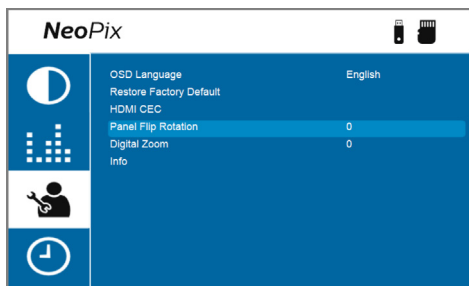 NeoPix
OSD Language English
Restore Factory Default
HDMI CEC
Panel Flip Rotation 0
Digital Zoom 0
Info